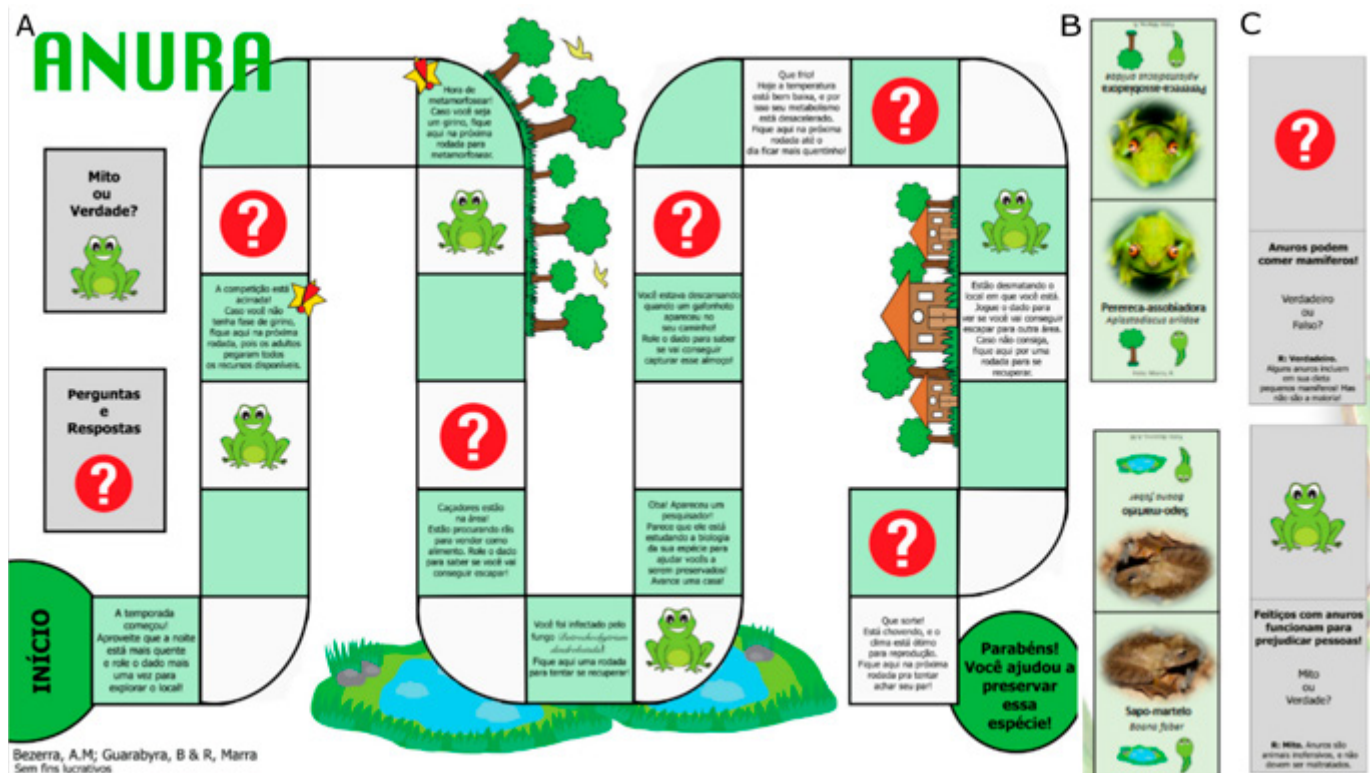 A
ANURA
Mito
ou
Verdade?
Perguntas
e
Respostas
INÍCIO
A temporada
começou!
Aproveite que a noite
está mais quente
e role o dado mais
uma vez para
explorar o local!
A competição está
acirrada!
Caso você não
tenha fase de girino,
fique aqui na próxima
rodada, pois os adultos
pegaram todos
os recursos disponíveis.
Hora de
metamorfosear!
Caso você seja
um girino, fique
aqui na próxima
rodada para
metamorfosear.
Caçadores estão
na área!
Estão procurando rãs
para vender como
alimento. Role o dado
para saber se você vai
conseguir escapar!
Você foi infectado pelo
fungo
Fique aqui uma rodada
para tentar se recuperar!
Oba! Apareceu um
pesquisador!
Parece que ele está
estudando a biologia
da sua espécie para
ajudar vocês a
serem preservados!
Avance uma casa!
Você estava descansando
quando um gafonhoto
apareceu no
seu caminho!
Role o dado para saber
se vai conseguir
capturar esse almoço!
Que frio!
Hoje a temperatura
está bem baixa, e por
isso seu metabolismo
está desacelerado.
Fique aqui na próxima
rodada até o
dia ficar mais quentinho!
Estão desmatando o
local em que você está.
Jogue o dado para
ver se você vai conseguir
escapar para outra área.
Caso não consiga,
fique aqui por uma
rodada para se
recuperar.
Que sorte!
Está chovendo, e o
clima está ótimo
para reprodução.
Fique aqui na próxima
rodada pra tentar
achar seu par!
Parabéns!
Você ajudou a
preservar
essa
espécie!
Bezerra, A.M; Guarabyra, B & R, Marra
Sem fins lucrativos
B
Perereca-assobiadora
Perereca-assobiadora
Sapo-martelo
Boana faber
Sapo-martelo
Boana faber
C
?
Anuros podem
comer mamíferos!
Verdadeiro
ou
Falso?
R: Verdadeiro.
Alguns anuros incluem
em sua dieta
pequenos mamíferos! Mas
não são a maioria!
Feitiços com anuros
funcionam para
prejudicar pessoas!
Mito
ou
Verdade?
R: Mito. Anuros são
animais inofensivos, e não
devem ser maltratados.